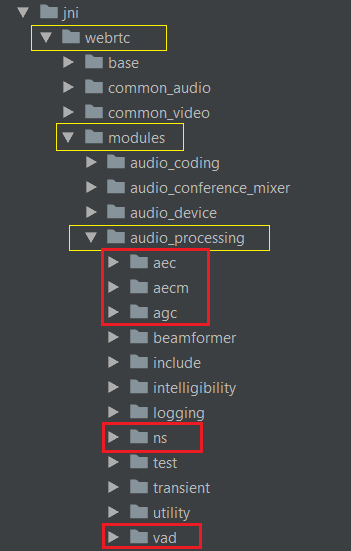 jni
webrtc
base
common_audio
common_video
modules
audio_coding
audio_conference_mixer
audio_device
audio_processing
aec
aecm
agc
beamformer
include
intelligibility
logging
ns
test
transient
utility
vad